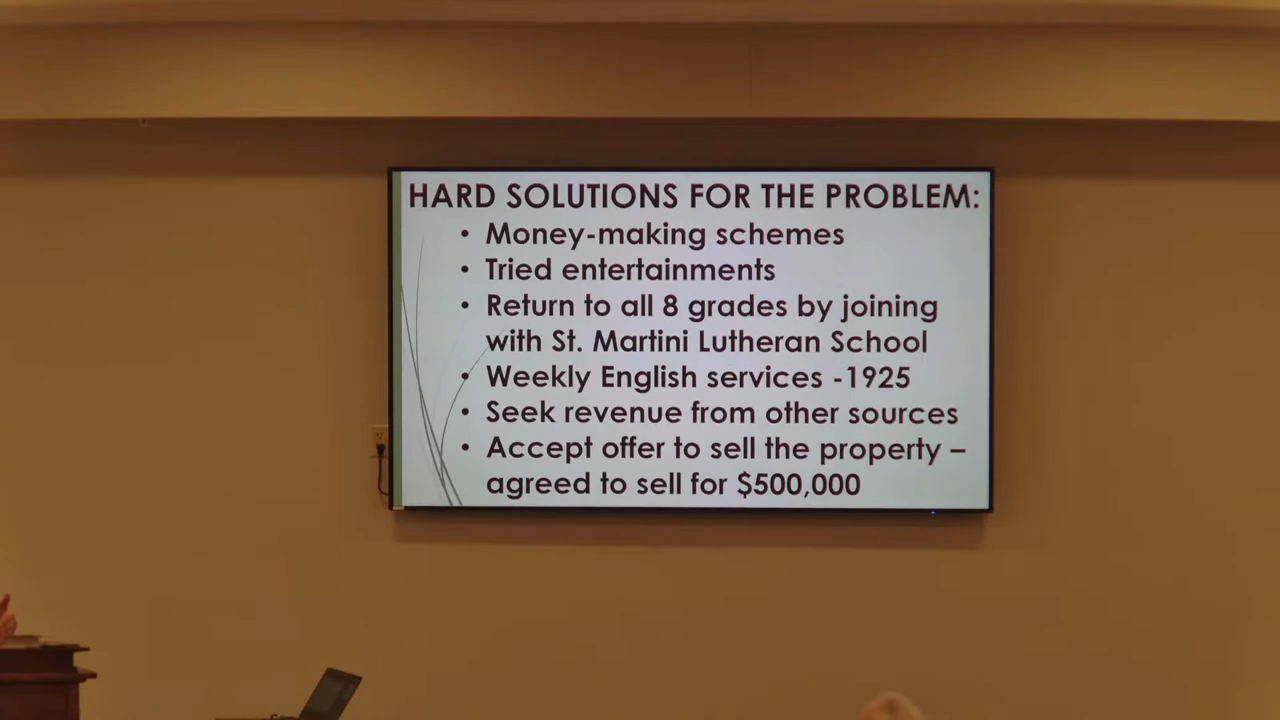 HARD SOLUTIONS FOR THE PROBLEM:
• Money-making schemes
• Tried entertainments
• Return to all 8 grades by joining
with St. Martini Lutheran School
• Weekly English services -1925
• Seek revenue from other sources
• Accept offer to sell the property –
agreed to sell for $500,000